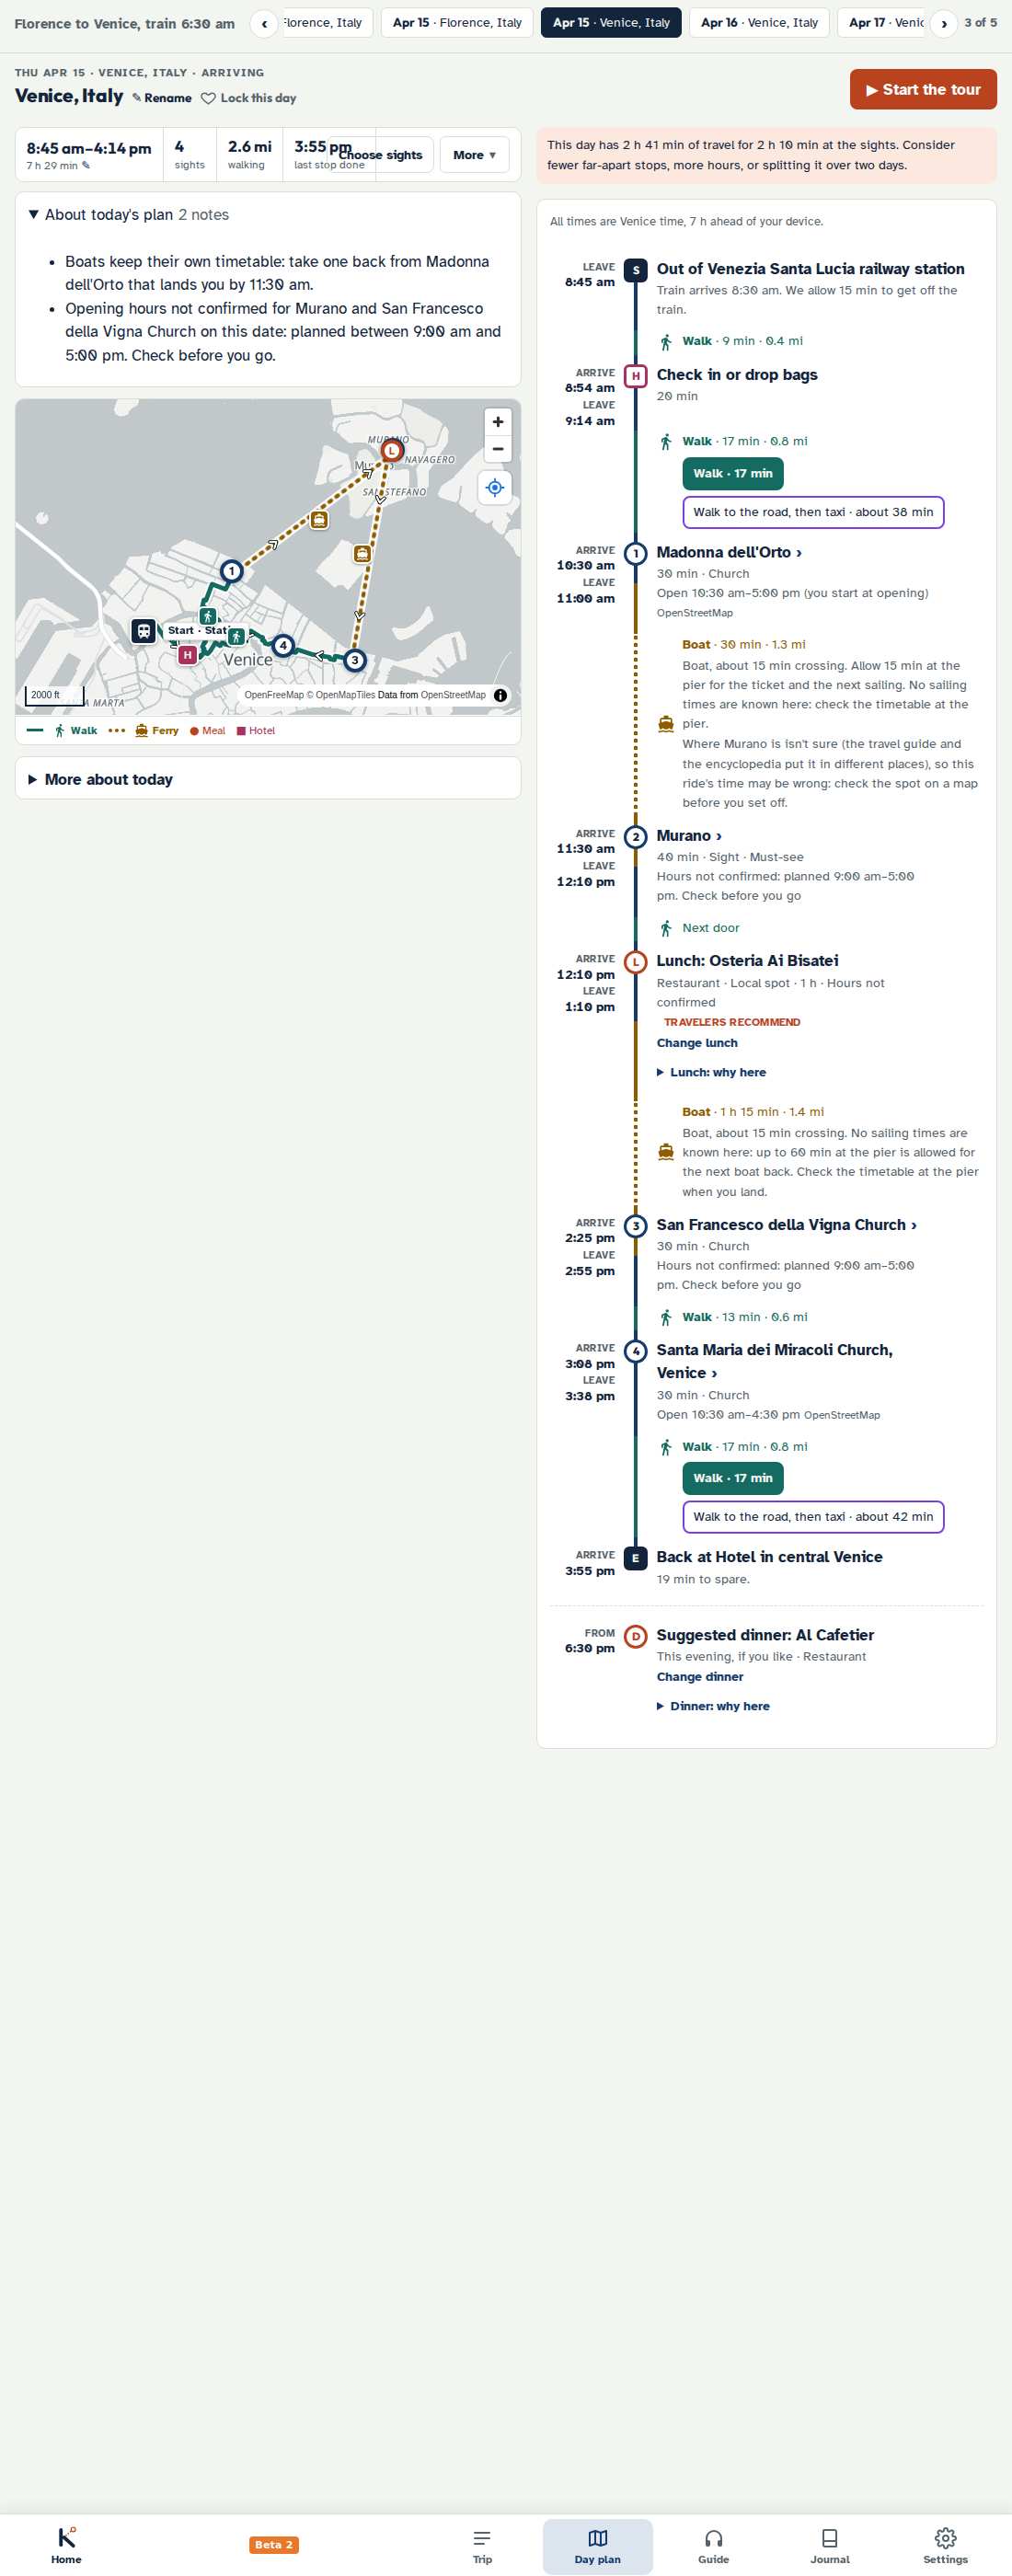 Florence to Venice, train 6:30 am
‹
Florence, Italy
Apr 15 · Florence, Italy
Apr 15 · Venice, Italy
Apr 16 · Venice, Italy
Apr 17 · Venic
›
3 of 5
THU APR 15 · VENICE, ITALY · ARRIVING
Venice, Italy ✎ Rename Lock this day
▶ Start the tour
8:45 am–4:14 pm
7 h 29 min ✎
4
sights
2.6 mi
walking
3:55 pm
last stop done
Choose sights
More ▾
▼ About today's plan 2 notes
• Boats keep their own timetable: take one back from Madonna
dell'Orto that lands you by 11:30 am.
• Opening hours not confirmed for Murano and San Francesco
della Vigna Church on this date: planned between 9:00 am and
5:00 pm. Check before you go.
MURANO
L
NAVAGERO
SAN STEFANO
+
−
1
Start · Stat
H
Venice
4
3
2000 ft
A MARTA
OpenFreeMap © OpenMapTiles Data from OpenStreetMap
Walk
Ferry
Meal
Hotel
▶ More about today
This day has 2 h 41 min of travel for 2 h 10 min at the sights. Consider
fewer far-apart stops, more hours, or splitting it over two days.
All times are Venice time, 7 h ahead of your device.
LEAVE
8:45 am
S
Out of Venezia Santa Lucia railway station
Train arrives 8:30 am. We allow 15 min to get off the
train.
Walk · 9 min · 0.4 mi
ARRIVE
8:54 am
LEAVE
9:14 am
H
Check in or drop bags
20 min
Walk · 17 min · 0.8 mi
Walk · 17 min
Walk to the road, then taxi · about 38 min
ARRIVE
10:30 am
LEAVE
11:00 am
1
Madonna dell'Orto ›
30 min · Church
Open 10:30 am–5:00 pm (you start at opening)
OpenStreetMap
Boat · 30 min · 1.3 mi
Boat, about 15 min crossing. Allow 15 min at the
pier for the ticket and the next sailing. No sailing
times are known here: check the timetable at the
pier.
Where Murano is isn't sure (the travel guide and
the encyclopedia put it in different places), so this
ride's time may be wrong: check the spot on a map
before you set off.
ARRIVE
11:30 am
LEAVE
12:10 pm
2
Murano ›
40 min · Sight · Must-see
Hours not confirmed: planned 9:00 am–5:00
pm. Check before you go
Next door
ARRIVE
12:10 pm
LEAVE
1:10 pm
L
Lunch: Osteria Ai Bisatei
Restaurant · Local spot · 1 h · Hours not
confirmed
TRAVELERS RECOMMEND
Change lunch
▶ Lunch: why here
Boat · 1 h 15 min · 1.4 mi
Boat, about 15 min crossing. No sailing times are
known here: up to 60 min at the pier is allowed for
the next boat back. Check the timetable at the pier
when you land.
ARRIVE
2:25 pm
LEAVE
2:55 pm
3
San Francesco della Vigna Church ›
30 min · Church
Hours not confirmed: planned 9:00 am–5:00
pm. Check before you go
Walk · 13 min · 0.6 mi
ARRIVE
3:08 pm
LEAVE
3:38 pm
4
Santa Maria dei Miracoli Church,
Venice ›
30 min · Church
Open 10:30 am–4:30 pm OpenStreetMap
Walk · 17 min · 0.8 mi
Walk · 17 min
Walk to the road, then taxi · about 42 min
ARRIVE
3:55 pm
E
Back at Hotel in central Venice
19 min to spare.
FROM
6:30 pm
D
Suggested dinner: Al Cafetier
This evening, if you like · Restaurant
Change dinner
▶ Dinner: why here
Home
Beta 2
Trip
Day plan
Guide
Journal
Settings